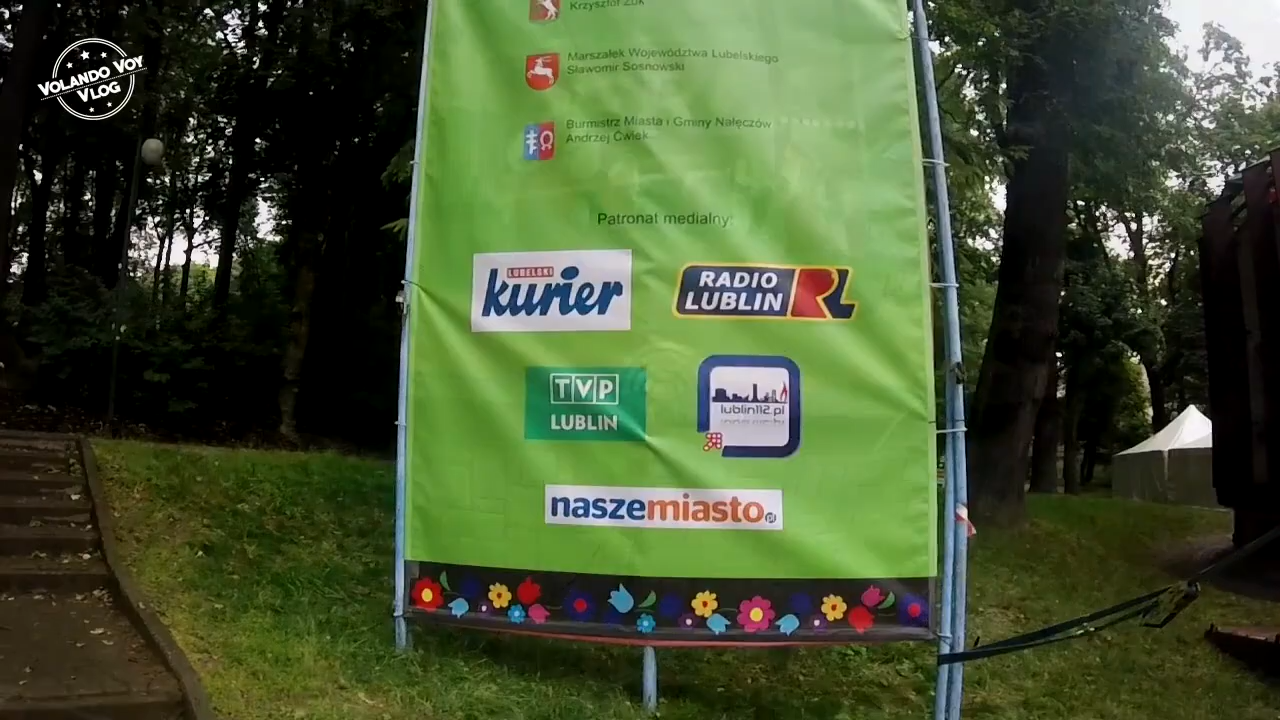 VOLANDO VOY
VLOG
Krzysztof Żuk
Marszałek Województwa Lubelskiego
Sławomir Sosnowski
Burmistrz Miasta i Gminy Nałęczów
Andrzej Ćwiek
Patronat medialny:
LUBELSKI
kurier
RADIO
LUBLIN
RL
TVP
LUBLIN
lublin112.pl
naszemiasto.pl